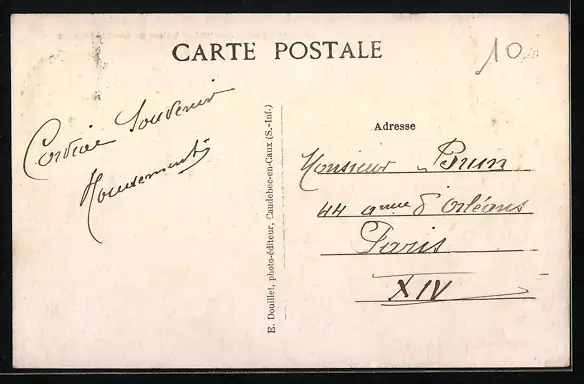 CARTE POSTALE
10
Cordial Souvenir
Adresse
Monsieur Brun
44 avenue d'Orléans
Paris
XIV
E. Douillet, photo-éditeur, Caudebec-en-Caux (S.-Inf.)